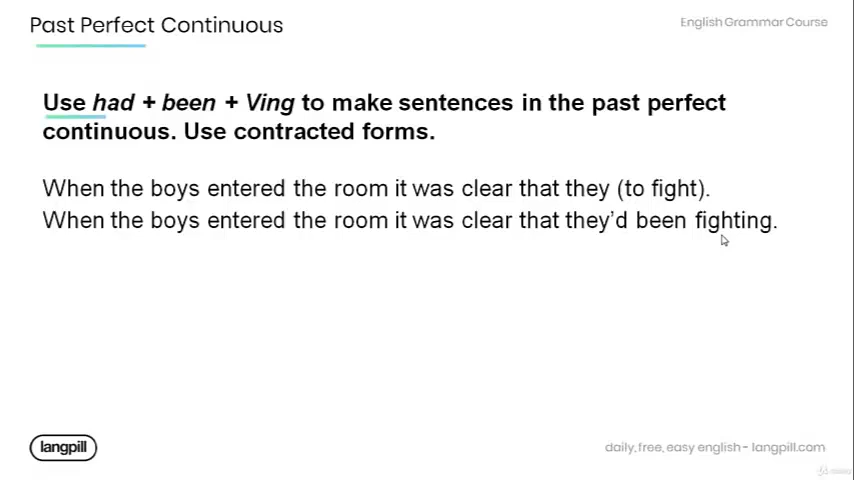 Past Perfect Continuous
English Grammar Course
Use had + been + Ving to make sentences in the past perfect
continuous. Use contracted forms.
When the boys entered the room it was clear that they (to fight).
When the boys entered the room it was clear that they’d been fighting.
langpill
daily, free, easy english - langpill.com